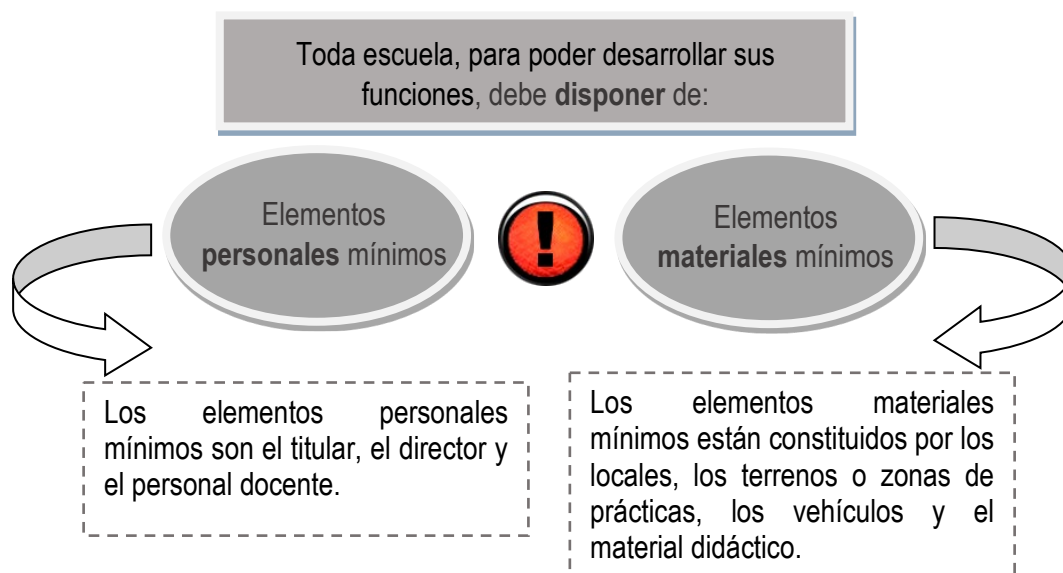 Toda escuela, para poder desarrollar sus
funciones, debe disponer de:
Elementos
personales mínimos
!
Elementos
materiales mínimos
Los elementos personales
mínimos son el titular, el director y
el personal docente.
Los elementos materiales
mínimos están constituidos por los
locales, los terrenos o zonas de
prácticas, los vehículos y el
material didáctico.